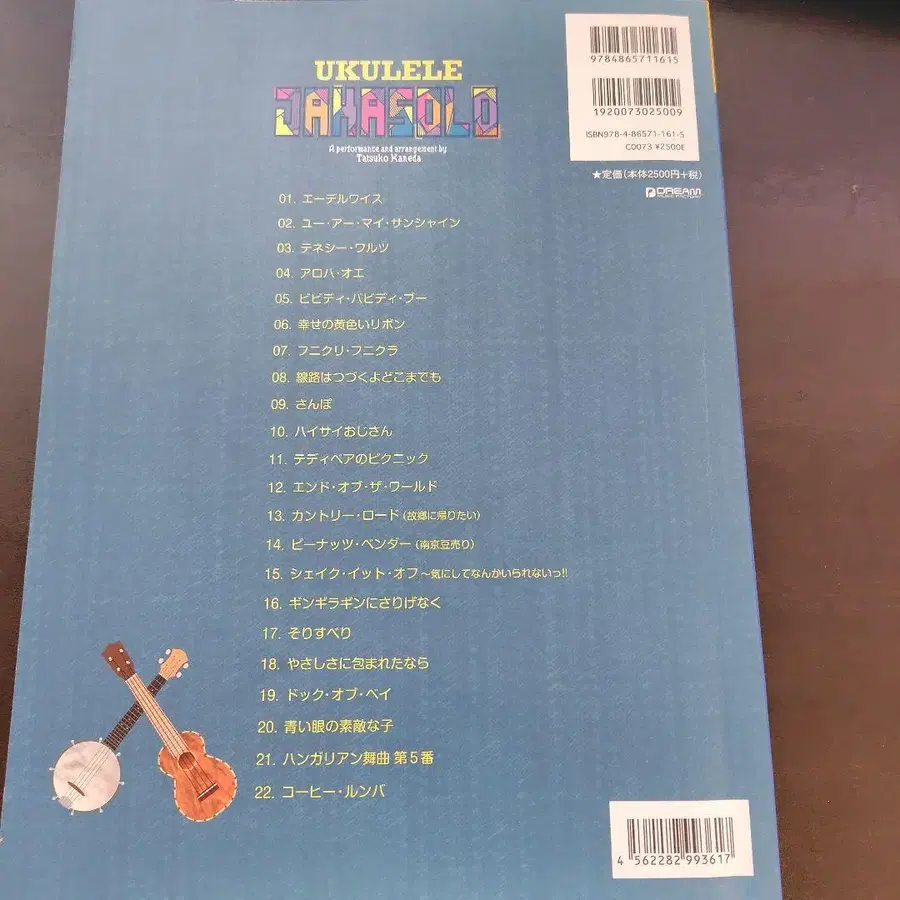 UKULELE
JAKASOLO
A performance and arrangement by
Tatsuko Kaneda
9784865711615
1920073025009
ISBN978-4-86571-161-5
C0073 ¥2500E
★定価(本体2500円+税)
DREAM
MUSIC FACTORY
01. エーデルワイス
02. ユー・アー・マイ・サンシャイン
03. テネシー・ワルツ
04. アロハ・オエ
05. ビビディ・バビディ・ブー
06. 幸せの黄色いリボン
07. フニクリ・フニクラ
08. 線路はつづくよどこまでも
09. さんぽ
10. ハイサイおじさん
11. テディベアのピクニック
12. エンド・オブ・ザ・ワールド
13. カントリー・ロード (故郷に帰りたい)
14. ピーナッツ・ベンダー (南京豆売り)
15. シェイク・イット・オフ ~気にしてなんかいられないっ!!
16. ギンギラギンにさりげなく
17. そりすべり
18. やさしさに包まれたなら
19. ドック・オブ・ベイ
20. 青い眼の素敵な子
21. ハンガリアン舞曲 第5番
22. コーヒー・ルンバ
4 562282 993617